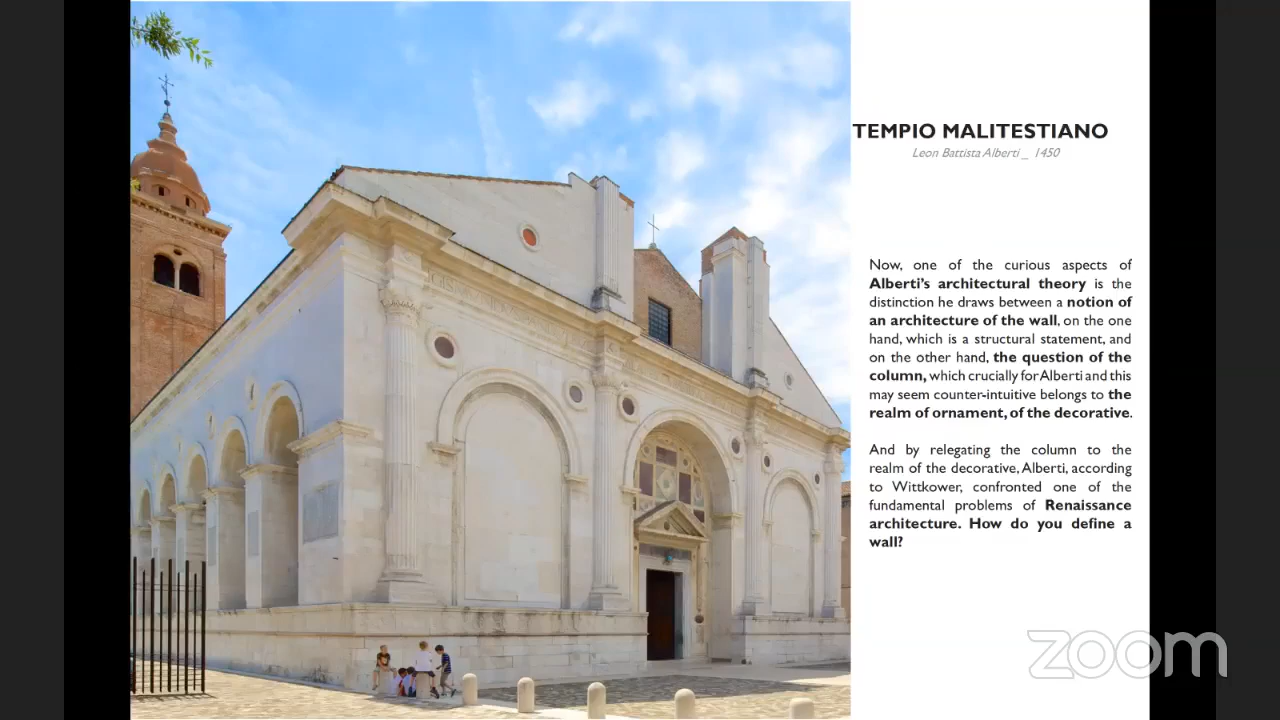 TEMPIO MALITESTIANO
Leon Battista Alberti _ 1450
Now, one of the curious aspects of
Alberti's architectural theory is the
distinction he draws between a notion of
an architecture of the wall, on the one
hand, which is a structural statement, and
on the other hand, the question of the
column, which crucially for Alberti and this
may seem counter-intuitive belongs to the
realm of ornament, of the decorative.
And by relegating the column to the
realm of the decorative, Alberti, according
to Wittkower, confronted one of the
fundamental problems of Renaissance
architecture. How do you define a
wall?
zoom